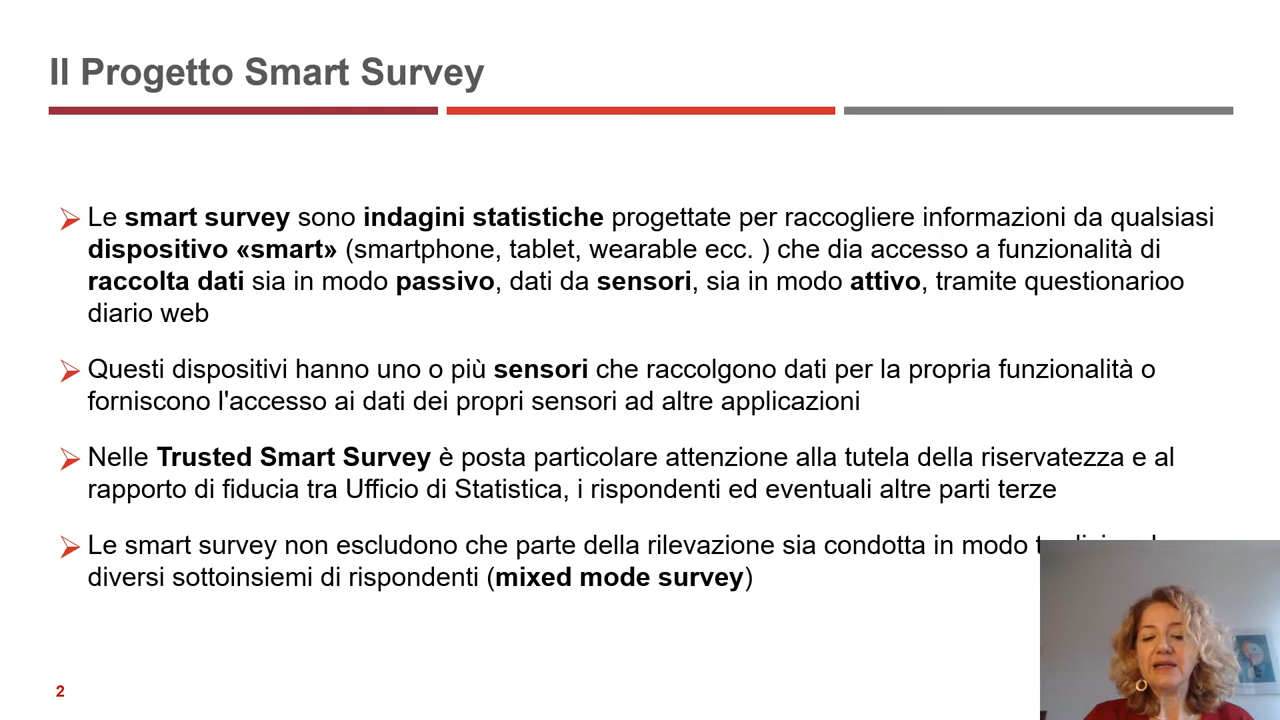 Il Progetto Smart Survey
Le smart survey sono indagini statistiche progettate per raccogliere informazioni da qualsiasi
dispositivo «smart» (smartphone, tablet, wearable ecc. ) che dia accesso a funzionalità di
raccolta dati sia in modo passivo, dati da sensori, sia in modo attivo, tramite questionarioo
diario web
Questi dispositivi hanno uno o più sensori che raccolgono dati per la propria funzionalità o
forniscono l'accesso ai dati dei propri sensori ad altre applicazioni
Nelle Trusted Smart Survey è posta particolare attenzione alla tutela della riservatezza e al
rapporto di fiducia tra Ufficio di Statistica, i rispondenti ed eventuali altre parti terze
Le smart survey non escludono che parte della rilevazione sia condotta in modo
diversi sottoinsiemi di rispondenti (mixed mode survey)
2